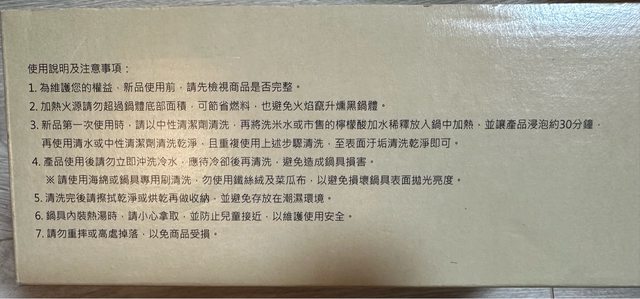 使用說明及注意事項：
1. 為維護您的權益，新品使用前，請先檢視商品是否完整。
2. 加熱火源請勿超過鍋體底部面積，可節省燃料，也避免火焰竄升燻黑鍋體。
3. 新品第一次使用時，請以中性清潔劑清洗，再將洗米水或市售的檸檬酸加水稀釋放入鍋中加熱，並讓產品浸泡約30分鐘，
再使用清水或中性清潔劑清洗乾淨，且重複使用上述步驟清洗，至表面汙垢清洗乾淨即可。
4. 產品使用後請勿立即沖洗冷水，應待冷卻後再清洗，避免造成鍋具損害。
※ 請使用海綿或鍋具專用刷清洗，勿使用鐵絲絨及菜瓜布，以避免損壞鍋具表面拋光亮度。
5. 清洗完後請擦拭乾淨或烘乾再做收納，並避免存放在潮濕環境。
6. 鍋具內裝熱湯時，請小心拿取，並防止兒童接近，以維護使用安全。
7. 請勿重摔或高處掉落，以免商品受損。